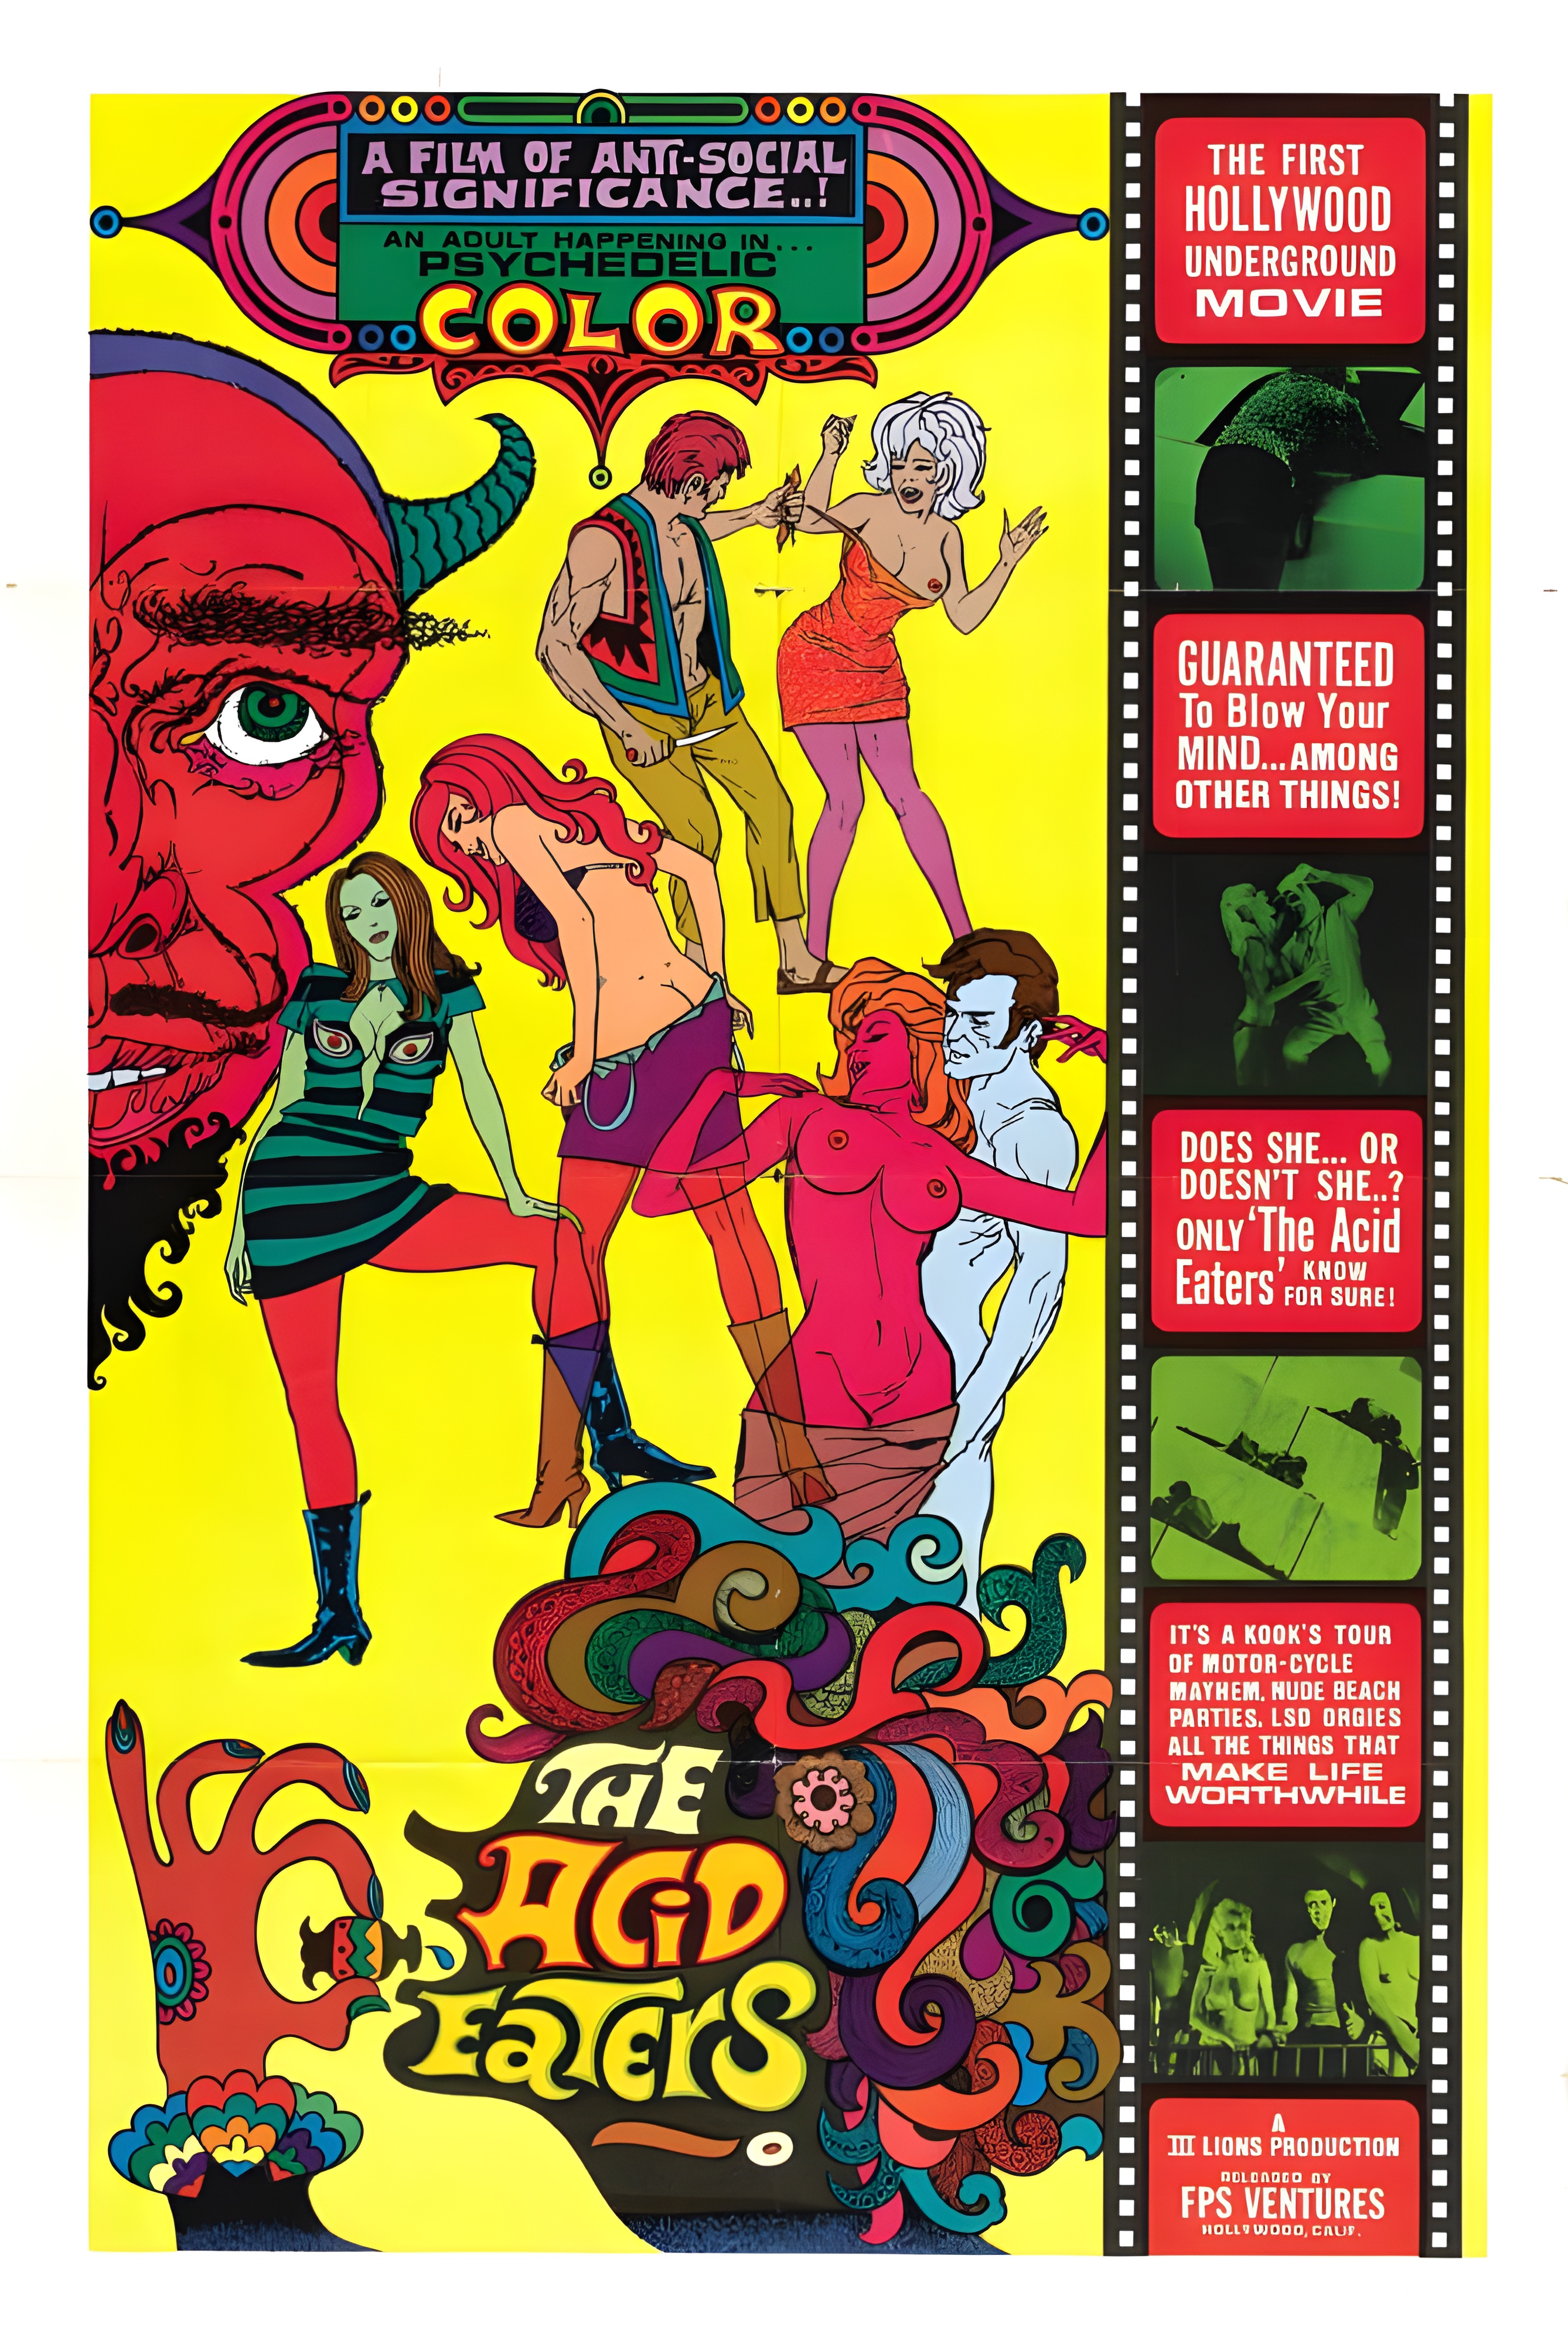 A FILM OF ANTI-SOCIAL
SIGNIFICANCE..!
AN ADULT HAPPENING IN...
PSYCHEDELIC
COLOR
THE FIRST
HOLLYWOOD
UNDERGROUND
MOVIE
GUARANTEED
To Blow Your
MIND...AMONG
OTHER THINGS!
DOES SHE... OR
DOESN'T SHE..?
ONLY 'The Acid
Eaters' KNOW
FOR SURE!
IT'S A KOOK'S TOUR
OF MOTOR-CYCLE
MAYHEM. NUDE BEACH
PARTIES. LSD ORGIES
ALL THE THINGS THAT
MAKE LIFE
WORTHWHILE
THE
ACiD
EaTErS
A
III LIONS PRODUCTION
RELEASED BY
FPS VENTURES
HOLLYWOOD, CALIF.